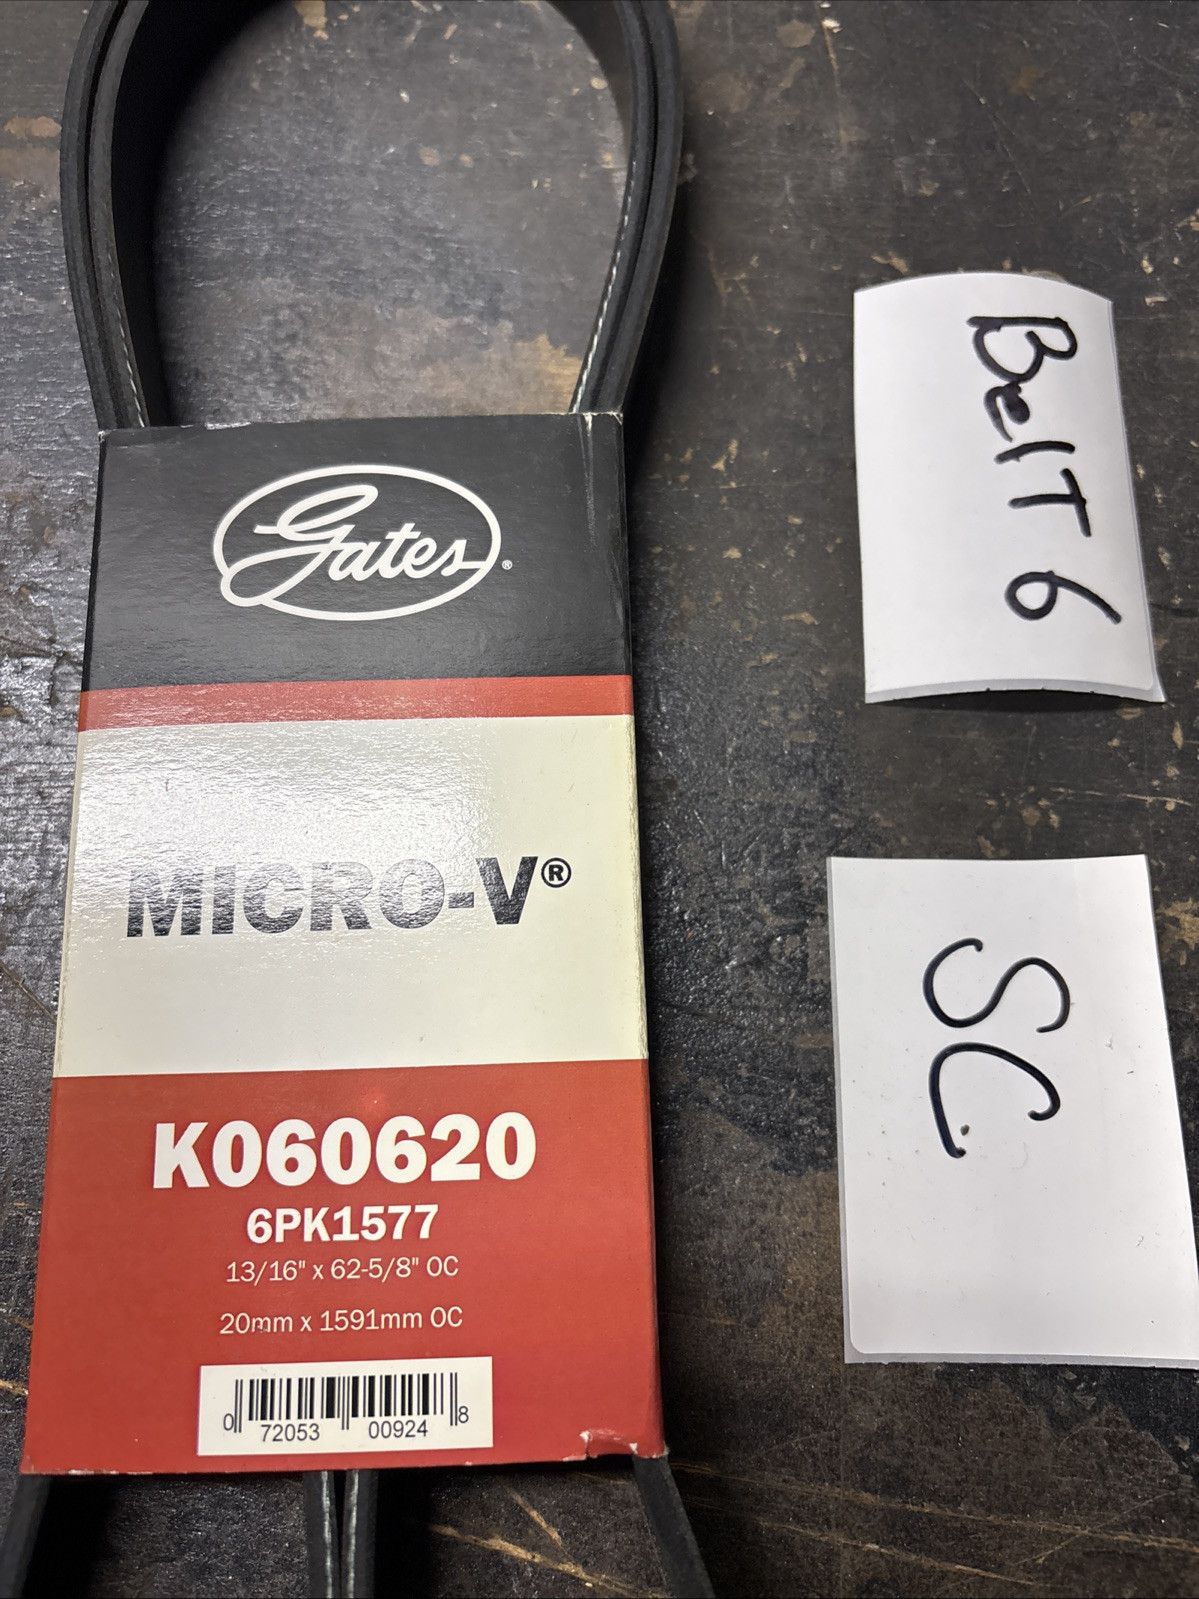 Gates®
MICRO-V®
K060620
6PK1577
13/16" x 62-5/8" OC
20mm x 1591mm OC
0 72053 00924 8
BelT 6
SC